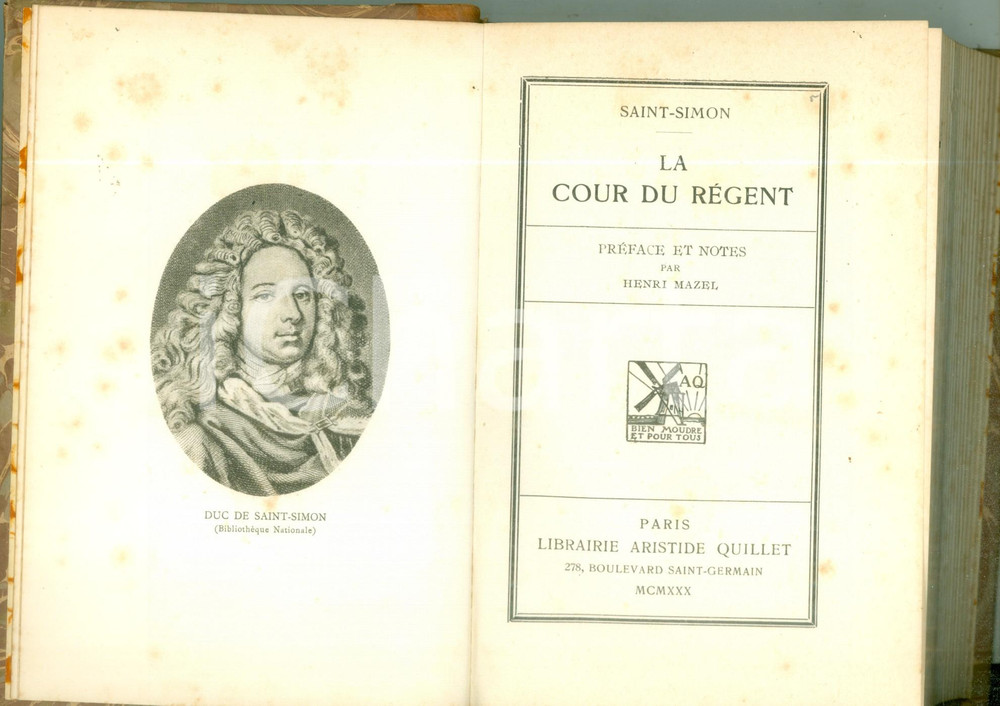 DUC DE SAINT-SIMON
(Bibliothèque Nationale)
SAINT-SIMON
LA
COUR DU RÉGENT
PRÉFACE ET NOTES
PAR
HENRI MAZEL
AQ
BIEN MOUDRE
ET POUR TOUS
PARIS
LIBRAIRIE ARISTIDE QUILLET
278, BOULEVARD SAINT-GERMAIN
MCMXXX